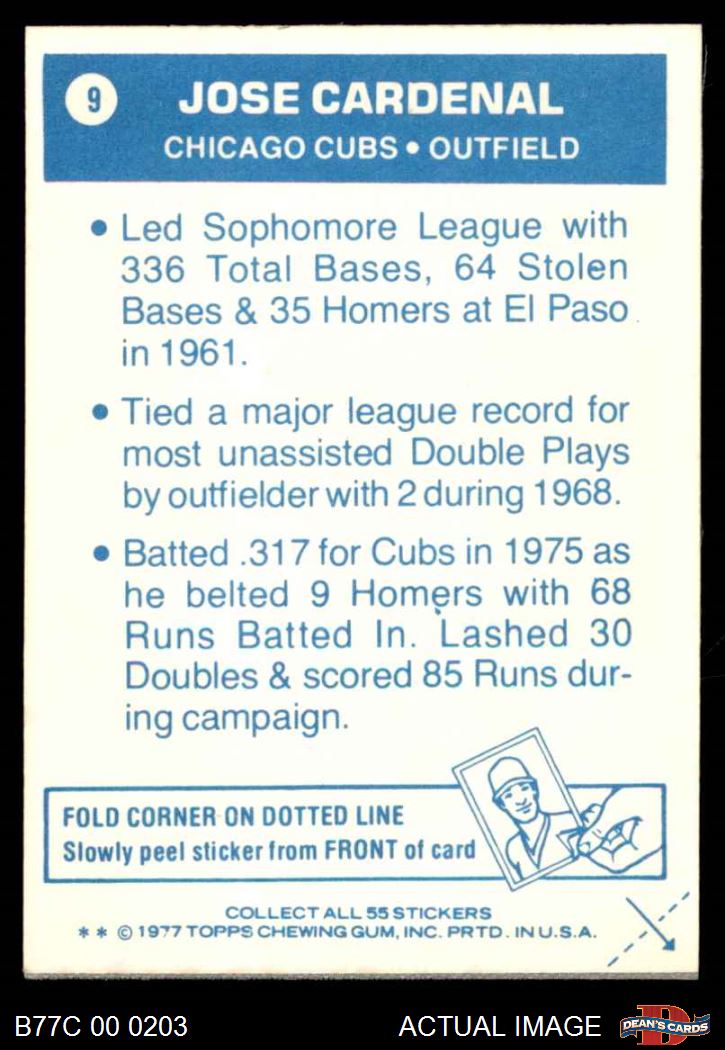 9
JOSE CARDENAL
CHICAGO CUBS • OUTFIELD
• Led Sophomore League with
336 Total Bases, 64 Stolen
Bases & 35 Homers at El Paso
in 1961.
• Tied a major league record for
most unassisted Double Plays
by outfielder with 2 during 1968.
• Batted .317 for Cubs in 1975 as
he belted 9 Homers with 68
Runs Batted In. Lashed 30
Doubles & scored 85 Runs dur-
ing campaign.
FOLD CORNER ON DOTTED LINE
Slowly peel sticker from FRONT of card
COLLECT ALL 55 STICKERS
* * © 1977 TOPPS CHEWING GUM, INC. PRTD. IN U.S.A.
B77C 00 0203
ACTUAL IMAGE
D
DEAN'S CARDS